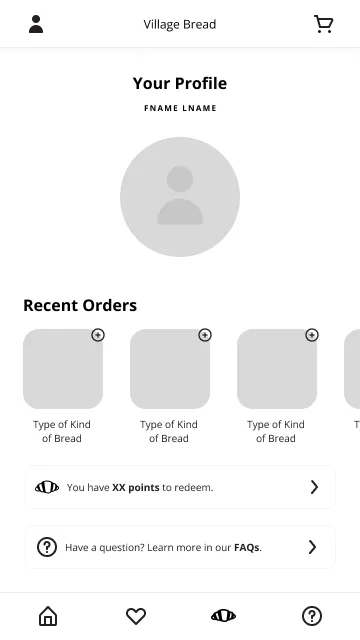 Village Bread
Your Profile
FNAME LNAME
Recent Orders
Type of Kind
of Bread
Type of Kind
of Bread
Type of Kind
of Bread
You have XX points to redeem.
Have a question? Learn more in our FAQs.